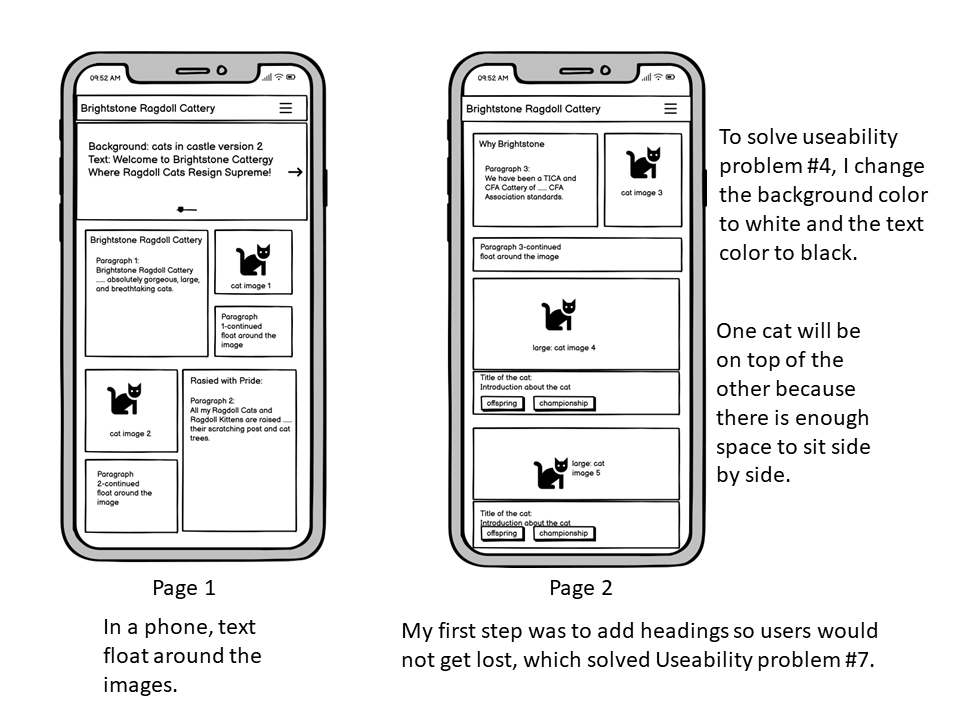 09:52 AM
Brightstone Ragdoll Cattery
Background: cats in castle version 2
Text: Welcome to Brightstone Cattergy
Where Ragdoll Cats Resign Supreme!
Brightstone Ragdoll Cattery
Paragraph 1:
Brightstone Ragdoll Cattery
..... absolutely gorgeous, large,
and breathtaking cats.
cat image 1
Paragraph
1-continued
float around the
image
cat image 2
Rasied with Pride:
Paragraph 2:
All my Ragdoll Cats and
Ragdoll Kittens are raised .....
their scratching post and cat
trees.
Paragraph
2-continued
float around the
image
Page 1
In a phone, text
float around the
images.
09:52 AM
Brightstone Ragdoll Cattery
Why Brightstone
Paragraph 3:
We have been a TICA and
CFA Cattery of ..... CFA
Association standards.
cat image 3
Paragraph 3-continued
float around the image
large: cat image 4
Title of the cat:
Introduction about the cat
offspring
championship
large: cat
image 5
Title of the cat:
Introduction about the cat
offspring
championship
Page 2
My first step was to add headings so users would
not get lost, which solved Useability problem #7.
To solve useability
problem #4, I change
the background color
to white and the text
color to black.
One cat will be
on top of the
other because
there is enough
space to sit side
by side.